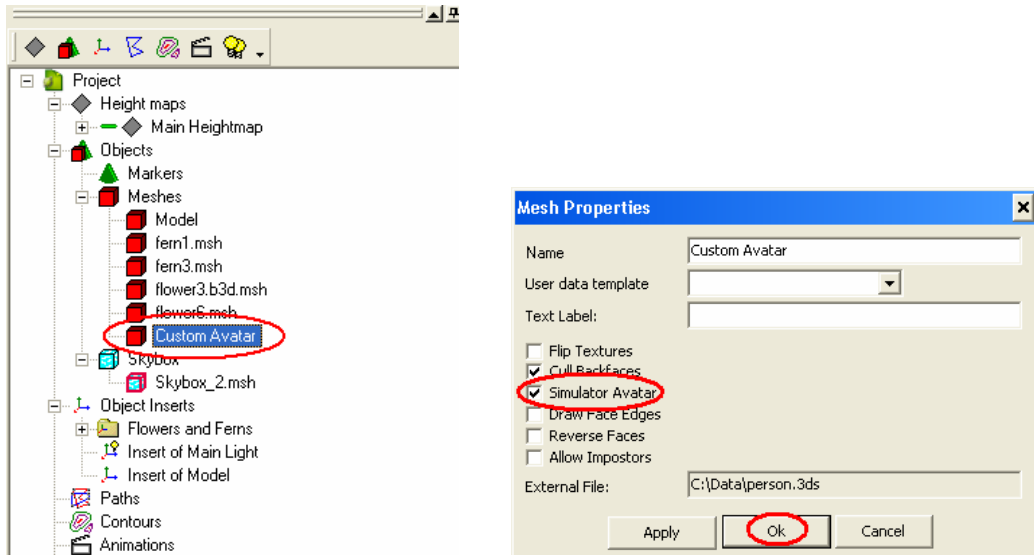 Project
Height maps
Main Heightmap
Objects
Markers
Meshes
Model
fern1.msh
fern3.msh
flower3.b3d.msh
flower6.msh
Custom Avatar
Skybox
Skybox_2.msh
Object Inserts
Flowers and Ferns
Insert of Main Light
Insert of Model
Paths
Contours
Animations
Mesh Properties
Name Custom Avatar
User data template
Text Label:
Flip Textures
Cull Backfaces
Simulator Avatar
Draw Face Edges
Reverse Faces
Allow Impostors
External File: C:\Data\person.3ds
Apply Ok Cancel